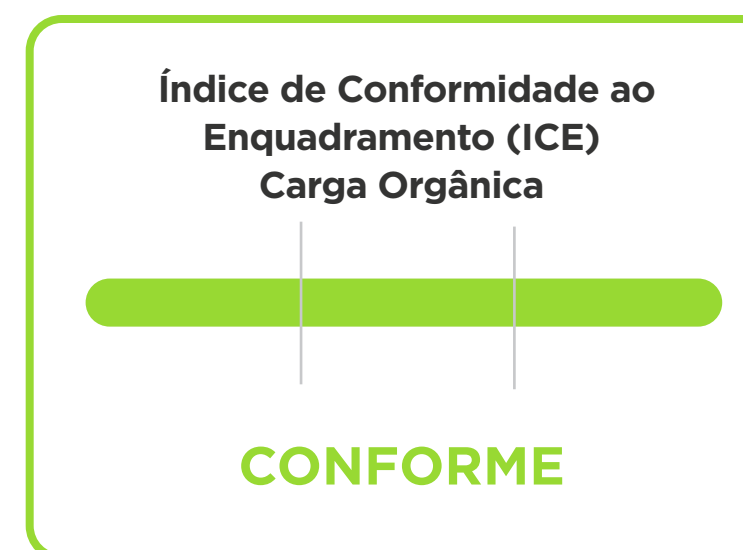 Índice de Conformidade ao
Enquadramento (ICE)
Carga Orgânica
CONFORME